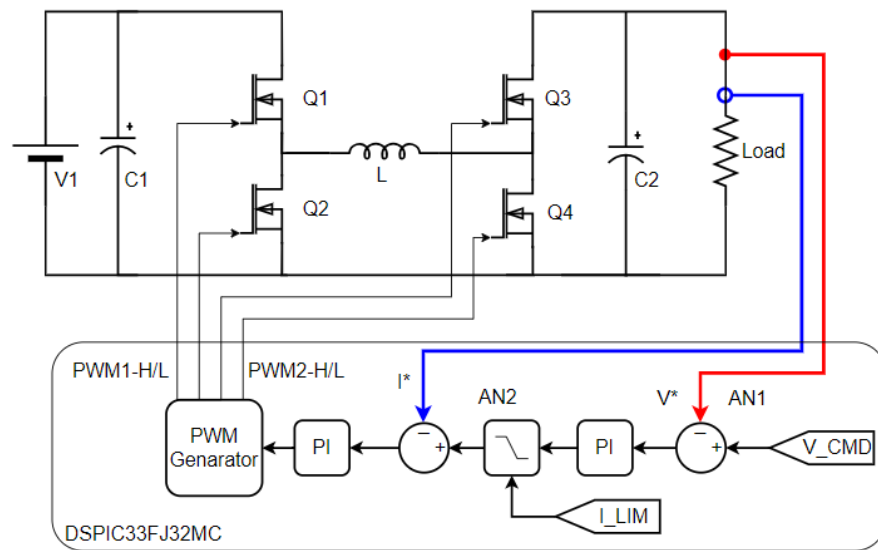 +
+
Q1
Q3
V1
C1
L
C2
Load
Q2
Q4
PWM1-H/L
PWM2-H/L
I*
AN2
V*
AN1
PWM
Genarator
PI
−
+
PI
−
+
V_CMD
I_LIM
DSPIC33FJ32MC